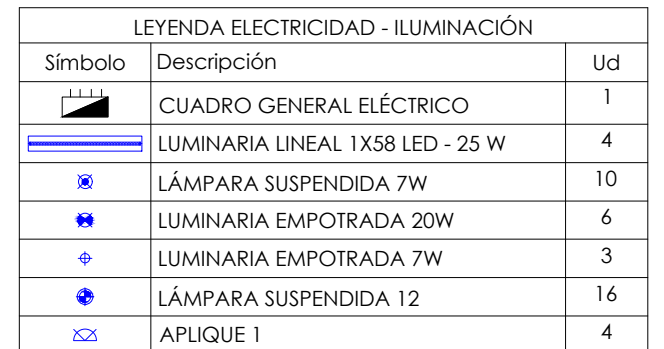 LEYENDA ELECTRICIDAD - ILUMINACIÓN
Símbolo Descripción Ud
CUADRO GENERAL ELÉCTRICO 1
LUMINARIA LINEAL 1X58 LED - 25 W 4
LÁMPARA SUSPENDIDA 7W 10
LUMINARIA EMPOTRADA 20W 6
LUMINARIA EMPOTRADA 7W 3
LÁMPARA SUSPENDIDA 12 16
APLIQUE 1 4